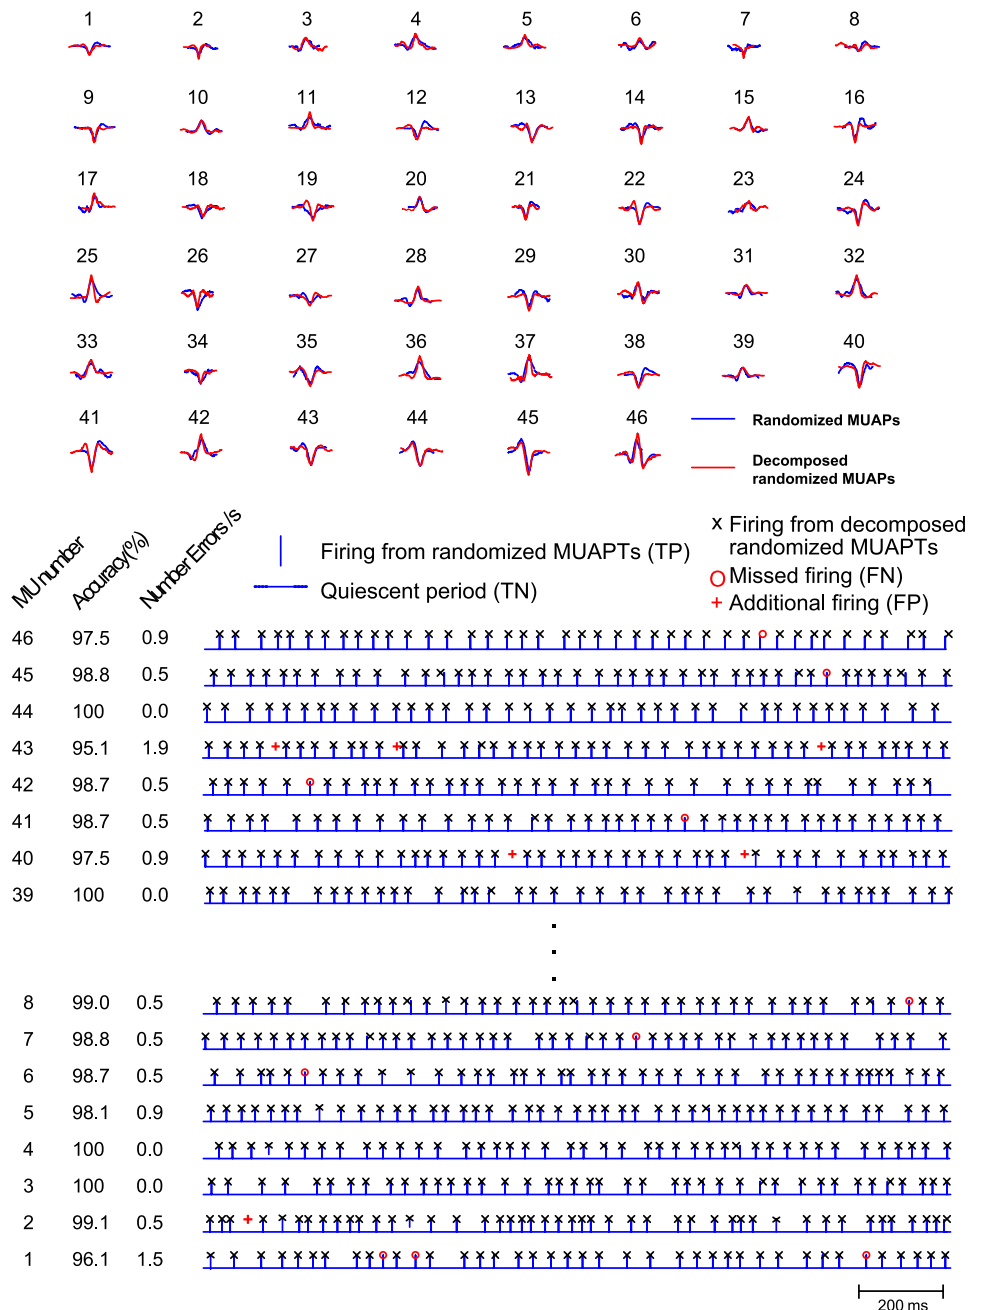 1 2 3 4 5 6 7 8
9 10 11 12 13 14 15 16
17 18 19 20 21 22 23 24
25 26 27 28 29 30 31 32
33 34 35 36 37 38 39 40
41 42 43 44 45 46
Randomized MUAPs
Decomposed
randomized MUAPs
MU number
Accuracy(%)
Number Errors/s
Firing from randomized MUAPTs (TP)
Quiescent period (TN)
x Firing from decomposed
randomized MUAPTs
Missed firing (FN)
+ Additional firing (FP)
46 97.5 0.9
45 98.8 0.5
44 100 0.0
43 95.1 1.9
42 98.7 0.5
41 98.7 0.5
40 97.5 0.9
39 100 0.0
8 99.0 0.5
7 98.8 0.5
6 98.7 0.5
5 98.1 0.9
4 100 0.0
3 100 0.0
2 99.1 0.5
1 96.1 1.5
200 ms